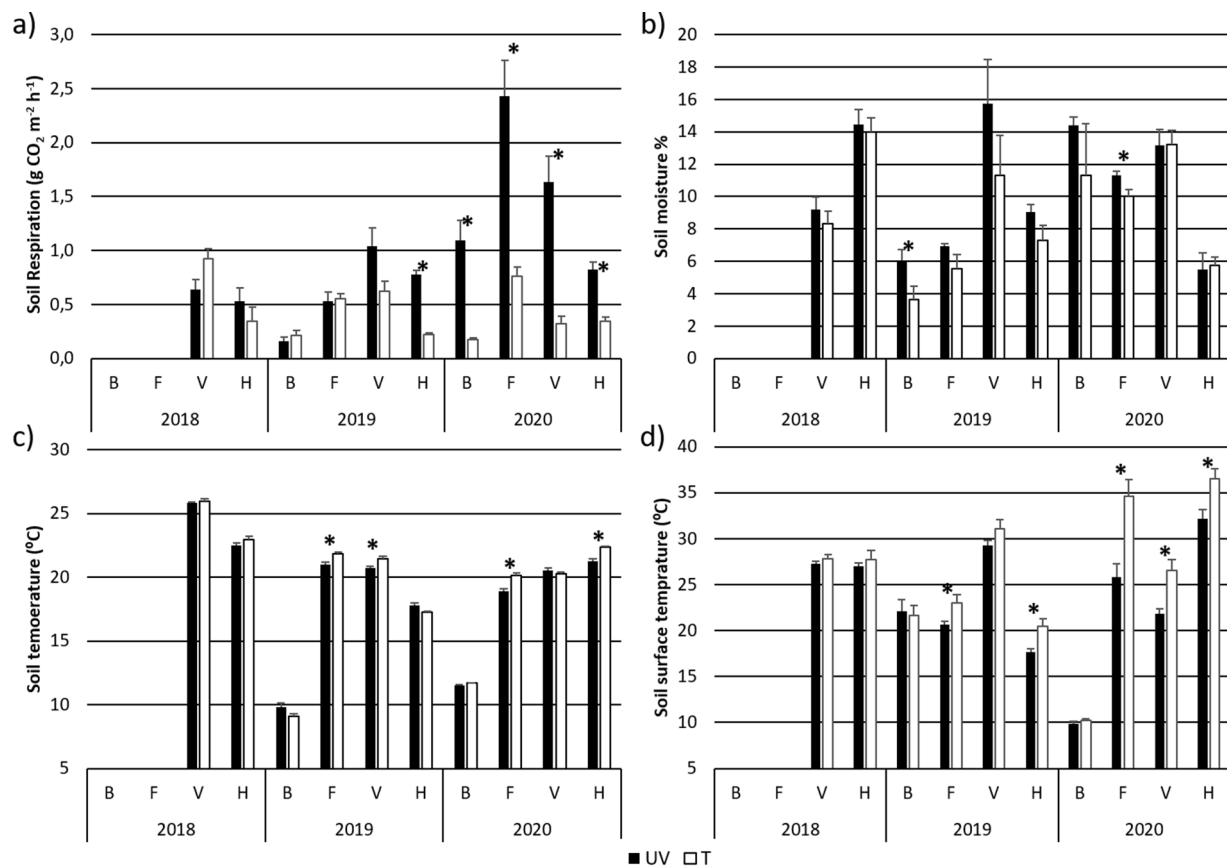 a)
Soil Respiration (g CO₂ m⁻² h⁻¹)
3,0
2,5
2,0
1,5
1,0
0,5
0,0
* * * * *
B F V H B F V H B F V H
2018 2019 2020
b)
Soil moisture %
20
18
16
14
12
10
8
6
4
2
0
* *
B F V H B F V H B F V H
2018 2019 2020
c)
Soil temoerature (⁰C)
30
25
20
15
10
5
* * * *
B F V H B F V H B F V H
2018 2019 2020
d)
Soil surface temprature (⁰C)
40
35
30
25
20
15
10
5
* * * * *
B F V H B F V H B F V H
2018 2019 2020
■ UV □ T